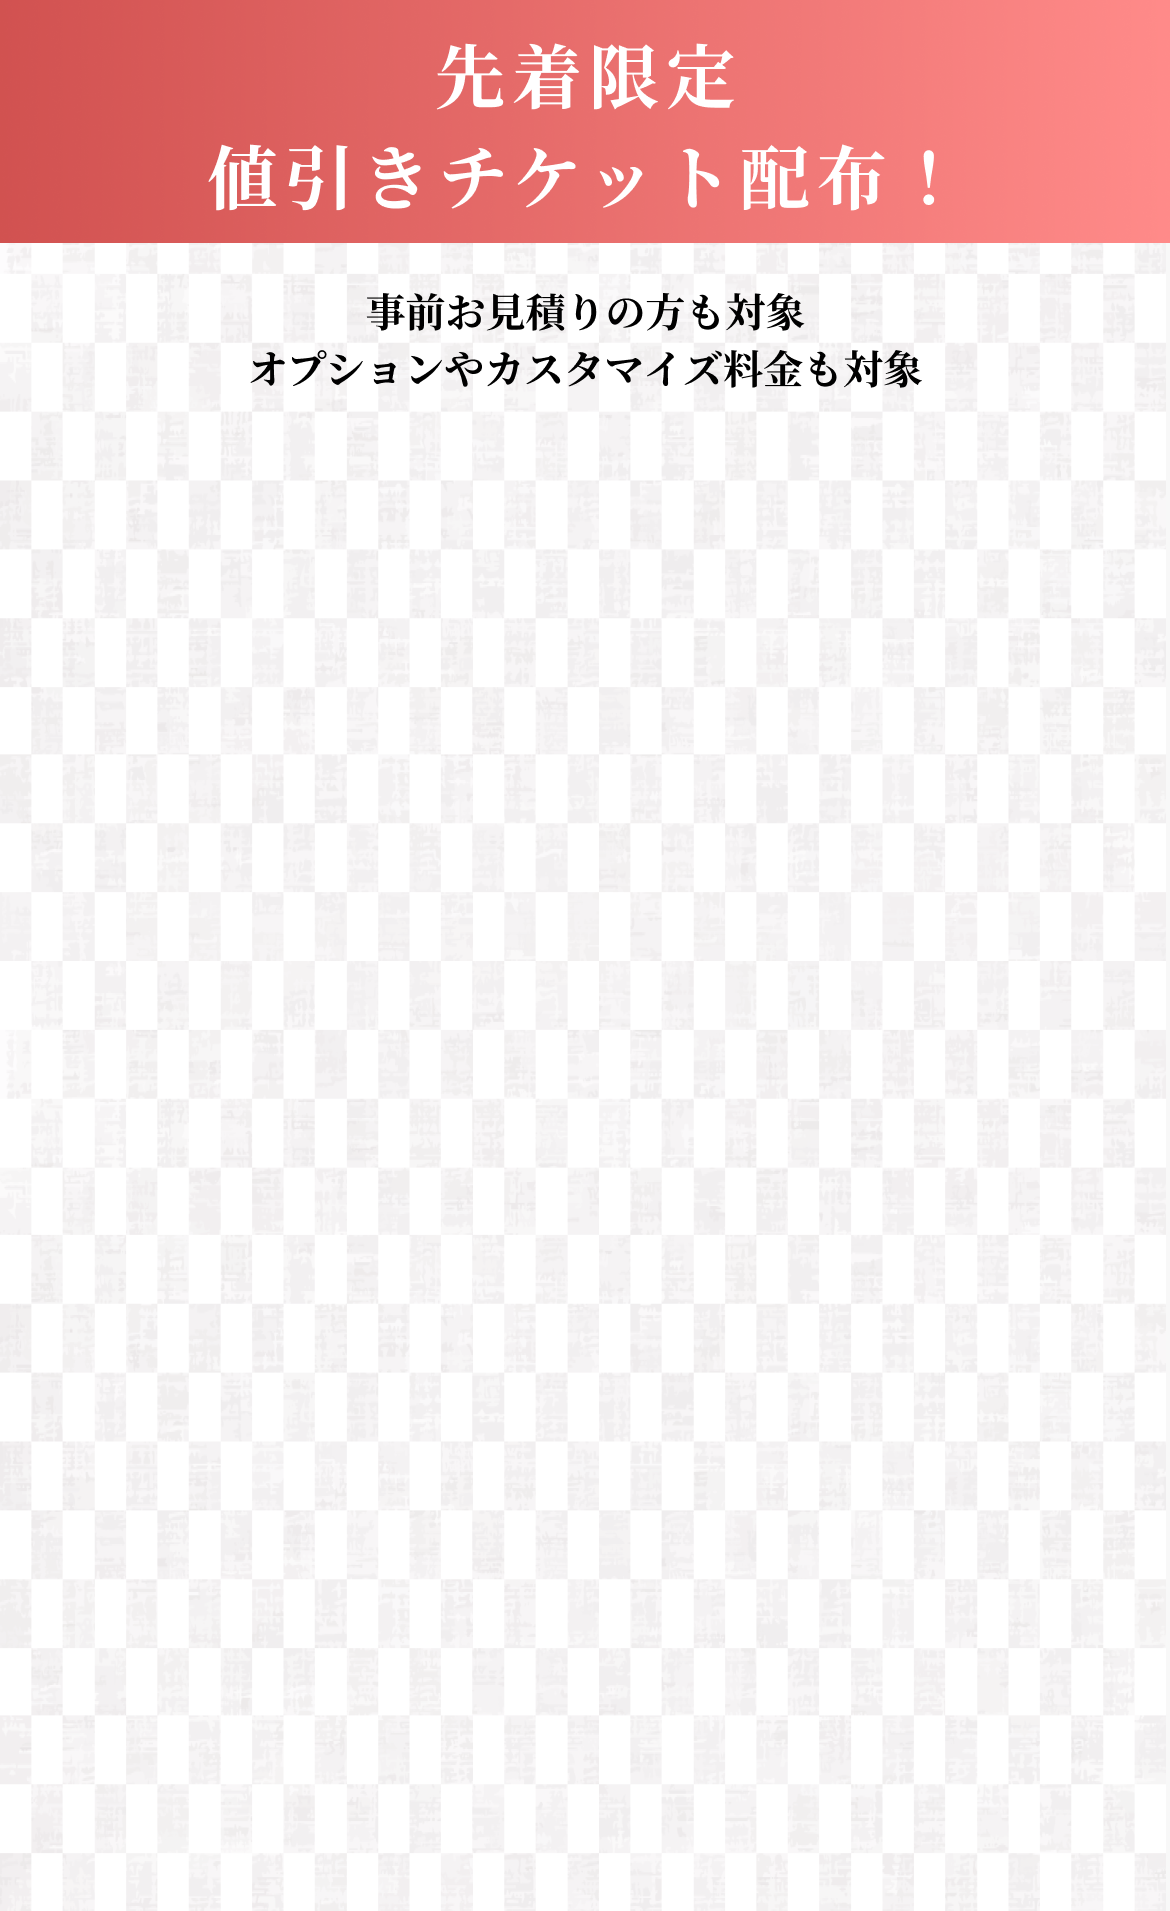 先着限定
値引きチケット配布！
事前お見積りの方も対象
オプションやカスタマイズ料金も対象